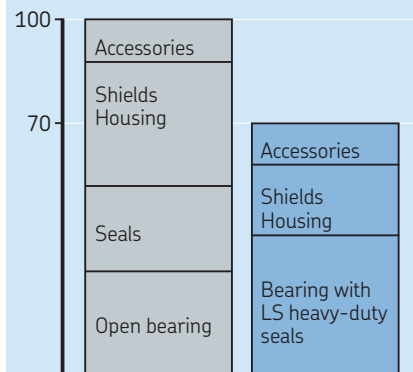 100
Accessories
Shields
Housing
70
Accessories
Shields
Housing
Seals
Bearing with
LS heavy-duty
seals
Open bearing